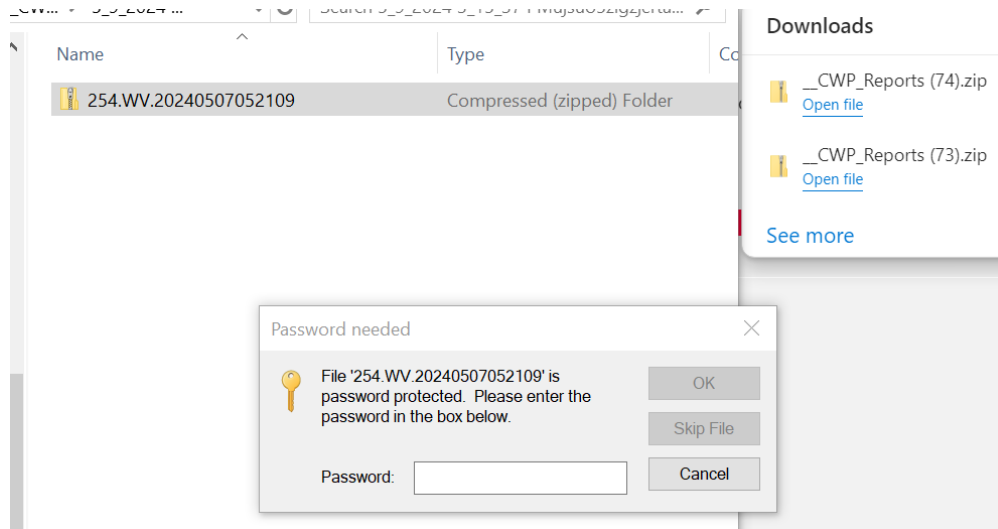 Downloads
Name
Type
254.WV.20240507052109
Compressed (zipped) Folder
__CWP_Reports (74).zip
Open file
__CWP_Reports (73).zip
Open file
See more
Password needed
File '254.WV.20240507052109' is
password protected. Please enter the
password in the box below.
Password:
OK
Skip File
Cancel